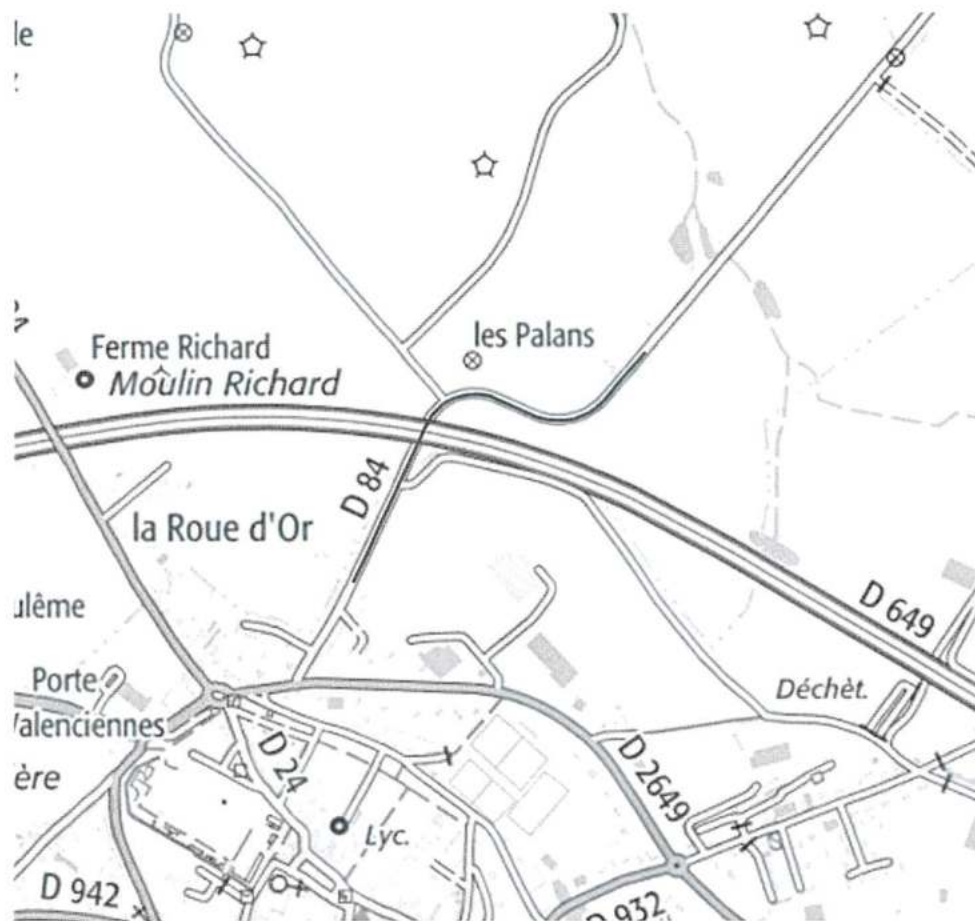 le
les Palans
Ferme Richard
Moulin Richard
D 84
la Roue d'Or
ulême
D 649
Porte
Valenciennes
Déchèt.
D 24
D 2649
ère
Lyc.
D 942
D 932